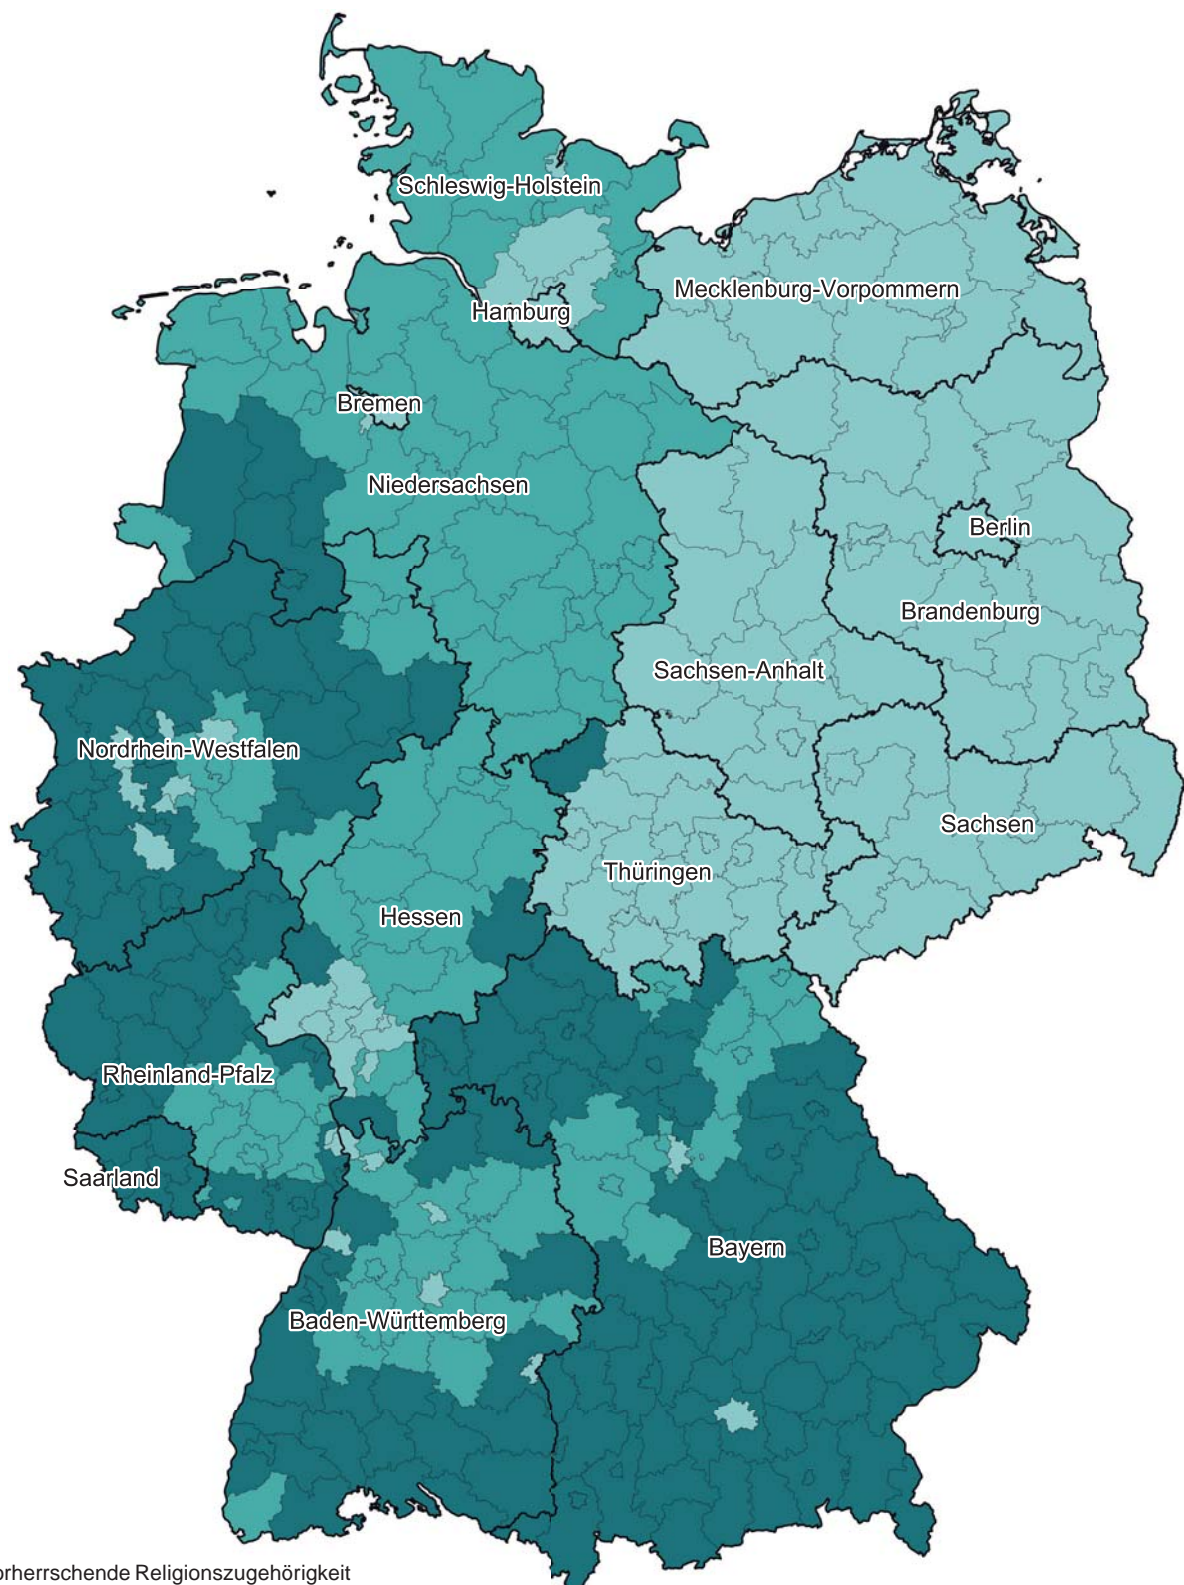 Schleswig-Holstein
Mecklenburg-Vorpommern
Hamburg
Bremen
Niedersachsen
Berlin
Brandenburg
Sachsen-Anhalt
Nordrhein-Westfalen
Sachsen
Thüringen
Hessen
Rheinland-Pfalz
Saarland
Bayern
Baden-Württemberg
orherrschende Religionszugehörigkeit